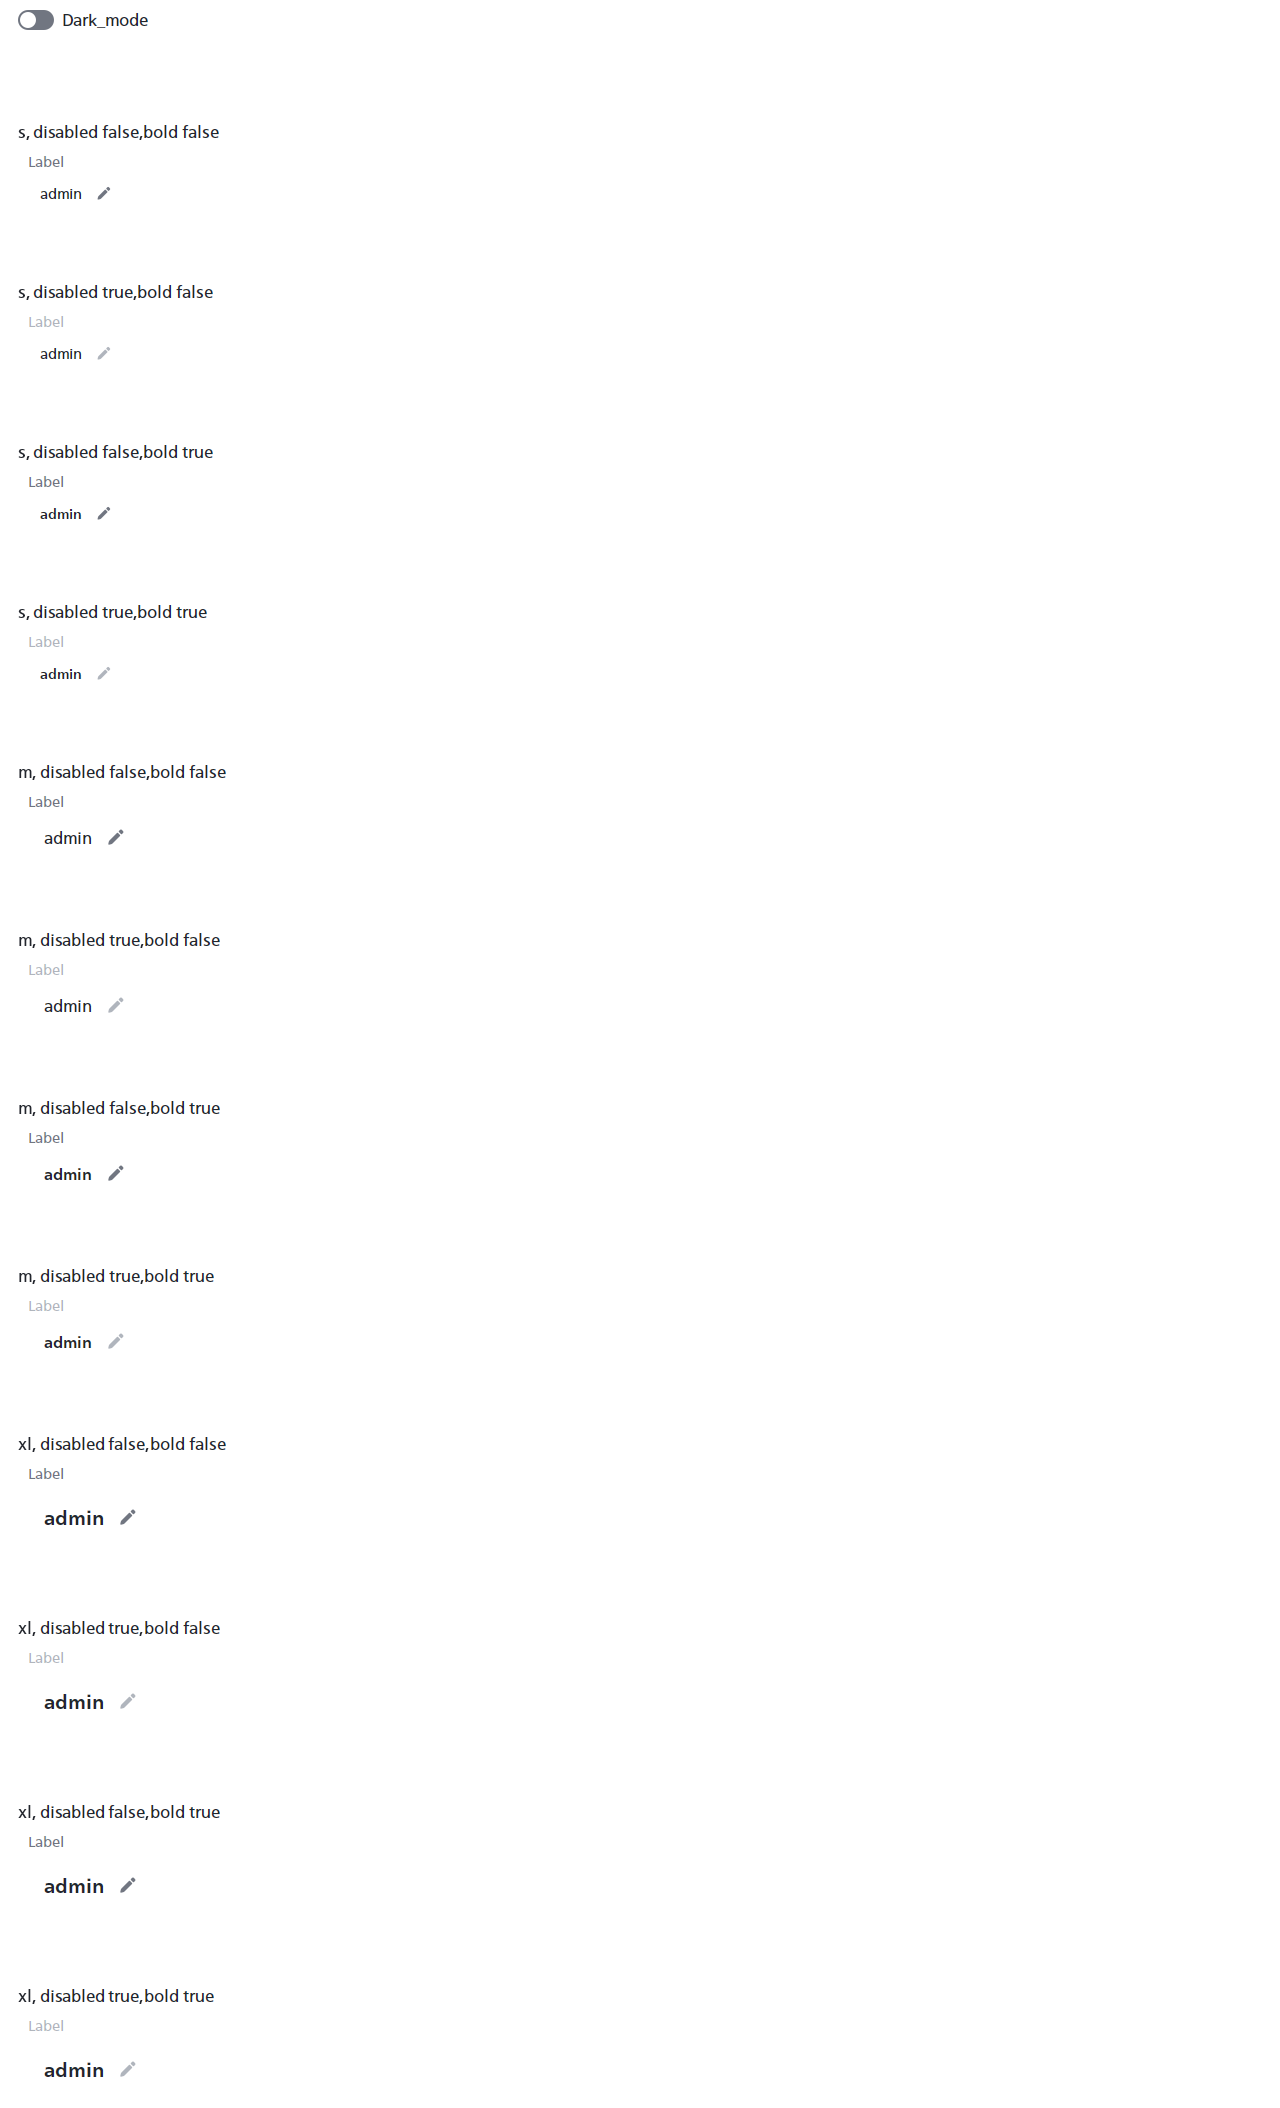 Dark_mode
s, disabled false,bold false
Label
admin
s, disabled true,bold false
Label
admin
s, disabled false,bold true
Label
admin
s, disabled true,bold true
Label
admin
m, disabled false,bold false
Label
admin
m, disabled true,bold false
Label
admin
m, disabled false,bold true
Label
admin
m, disabled true,bold true
Label
admin
xl, disabled false,bold false
Label
admin
xl, disabled true,bold false
Label
admin
xl, disabled false,bold true
Label
admin
xl, disabled true,bold true
Label
admin